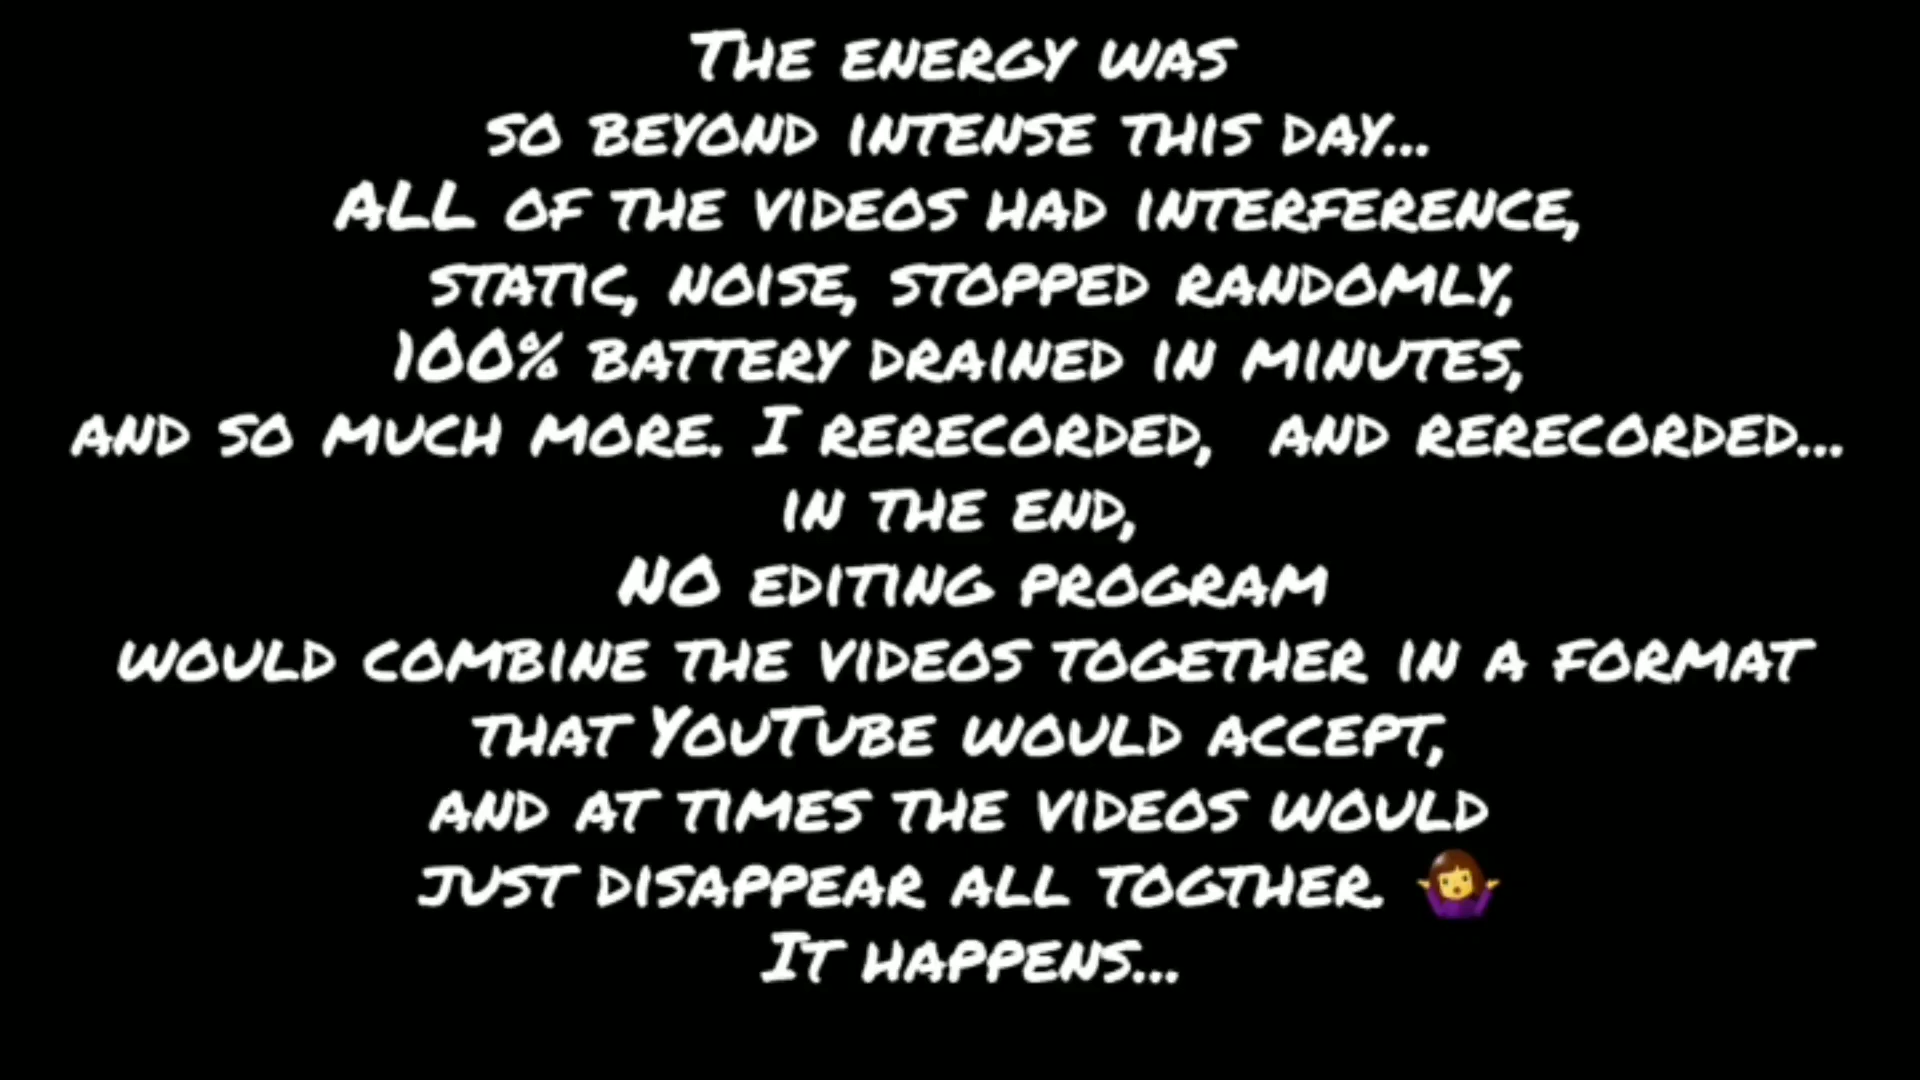 The energy was
so beyond intense this day...
ALL of the videos had interference,
static, noise, stopped randomly,
100% battery drained in minutes,
and so much more. I rerecorded,  and rerecorded...
in the end,
NO editing program
would combine the videos together in a format
that YouTube would accept,
and at times the videos would
just disappear all togther. 🤷‍♀️
It happens...